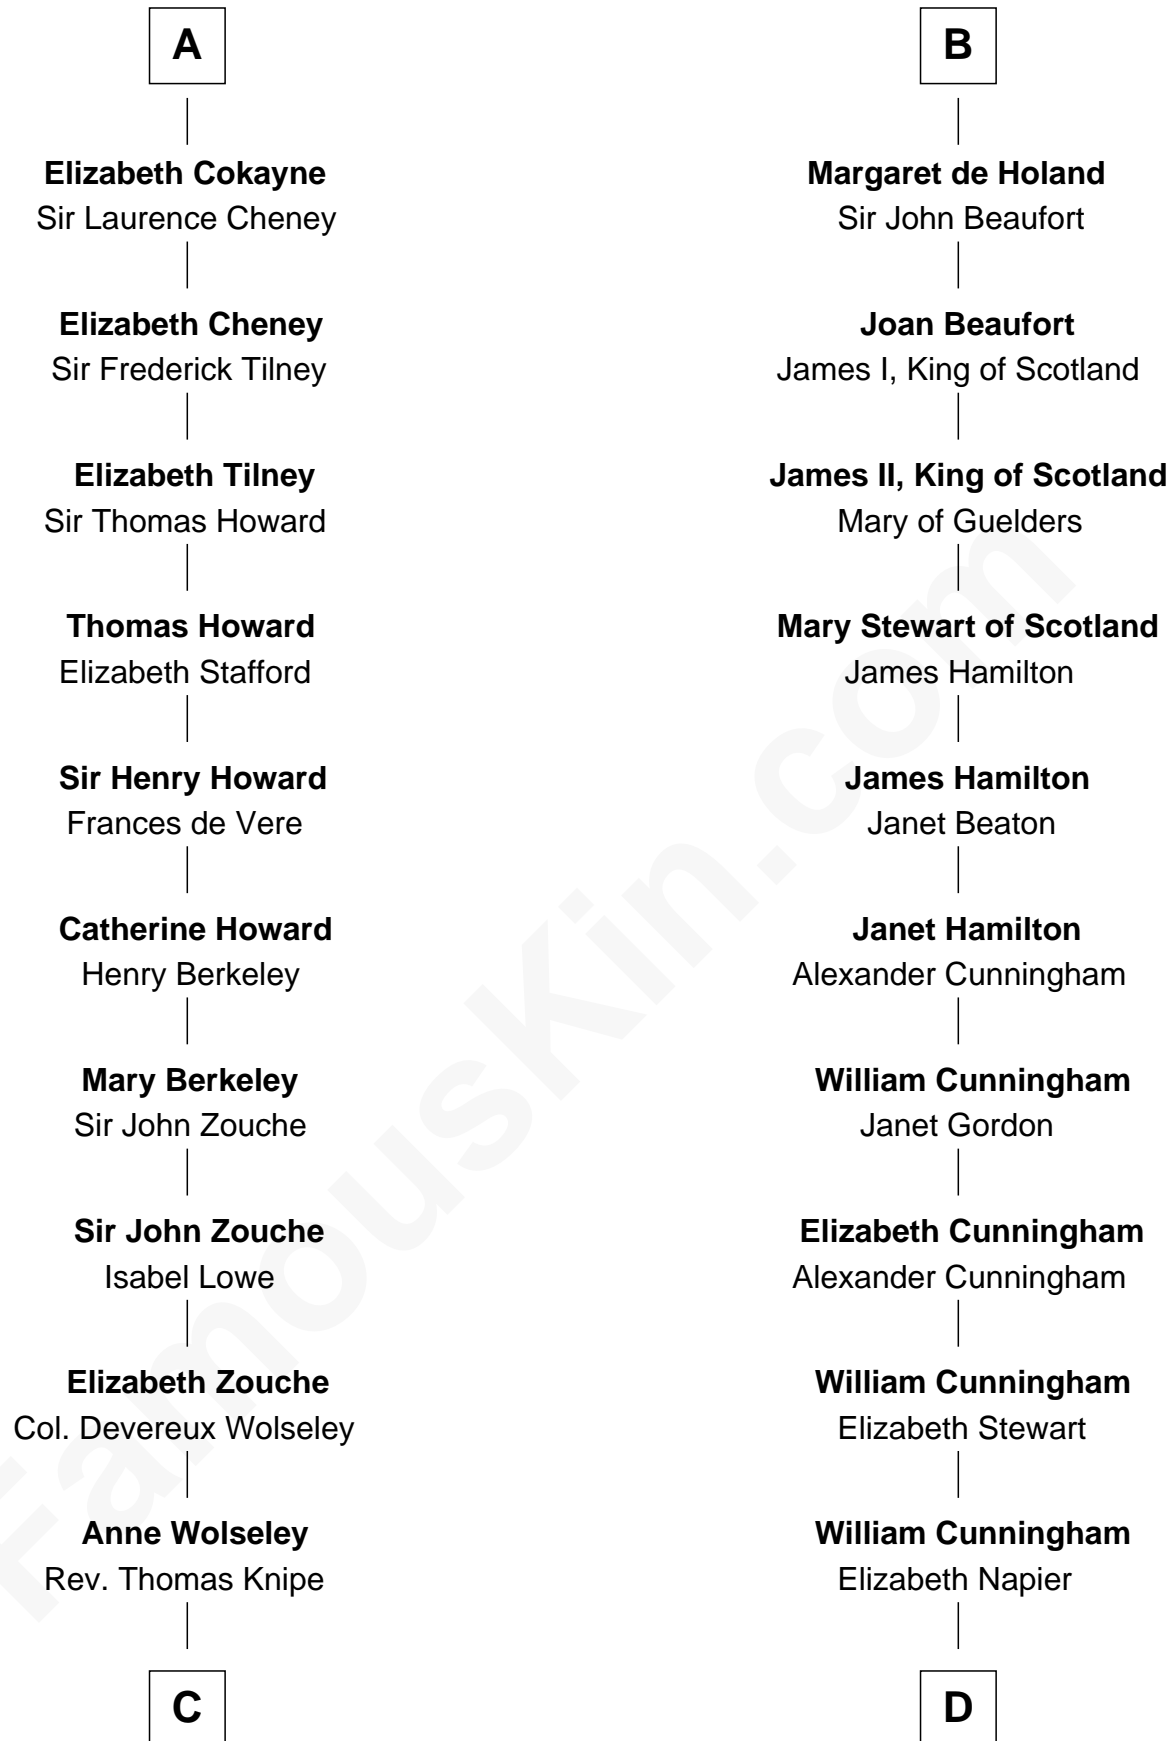 A
Elizabeth Cokayne
Sir Laurence Cheney
Elizabeth Cheney
Sir Frederick Tilney
Elizabeth Tilney
Sir Thomas Howard
Thomas Howard
Elizabeth Stafford
Sir Henry Howard
Frances de Vere
Catherine Howard
Henry Berkeley
Mary Berkeley
Sir John Zouche
Sir John Zouche
Isabel Lowe
Elizabeth Zouche
Col. Devereux Wolseley
Anne Wolseley
Rev. Thomas Knipe
C
B
Margaret de Holand
Sir John Beaufort
Joan Beaufort
James I, King of Scotland
James II, King of Scotland
Mary of Guelders
Mary Stewart of Scotland
James Hamilton
James Hamilton
Janet Beaton
Janet Hamilton
Alexander Cunningham
William Cunningham
Janet Gordon
Elizabeth Cunningham
Alexander Cunningham
William Cunningham
Elizabeth Stewart
William Cunningham
Elizabeth Napier
D
FamousKin.com